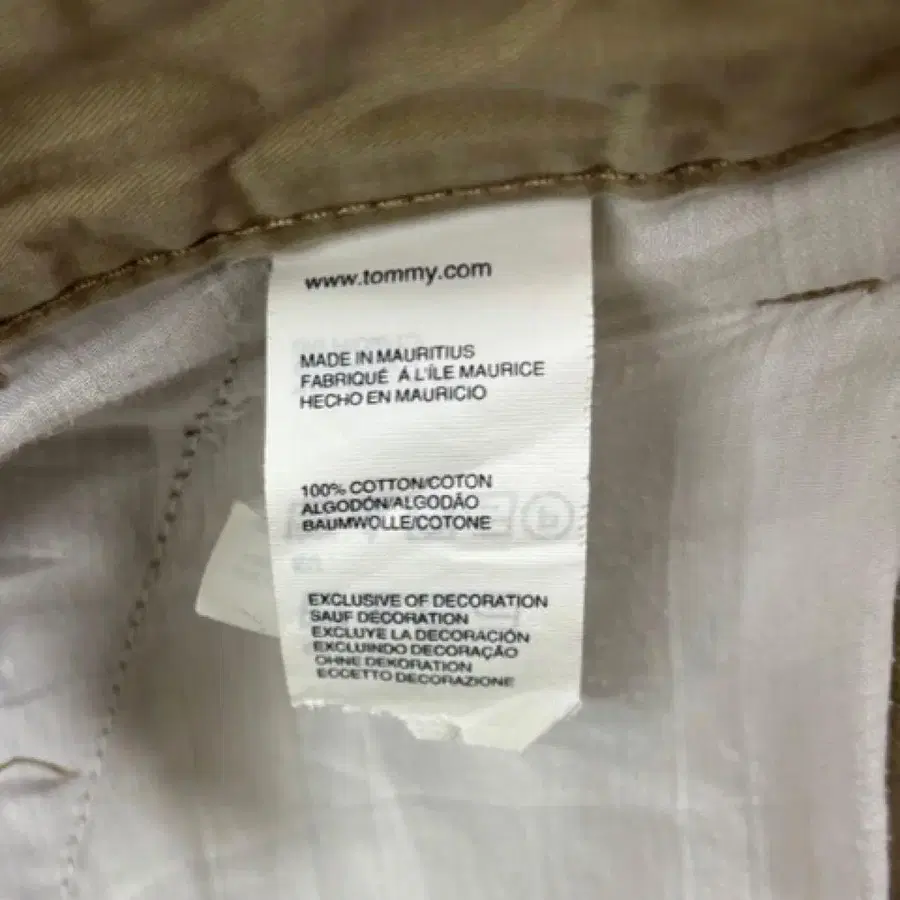 www.tommy.com
MADE IN MAURITIUS
FABRIQUÉ À L'ÎLE MAURICE
HECHO EN MAURICIO
100% COTTON/COTON
ALGODÓN/ALGODÃO
BAUMWOLLE/COTONE
EXCLUSIVE OF DECORATION
SAUF DÉCORATION
EXCLUYE LA DECORACIÓN
EXCLUINDO DECORAÇÃO
OHNE DEKORATION
ECCETTO DECORAZIONE